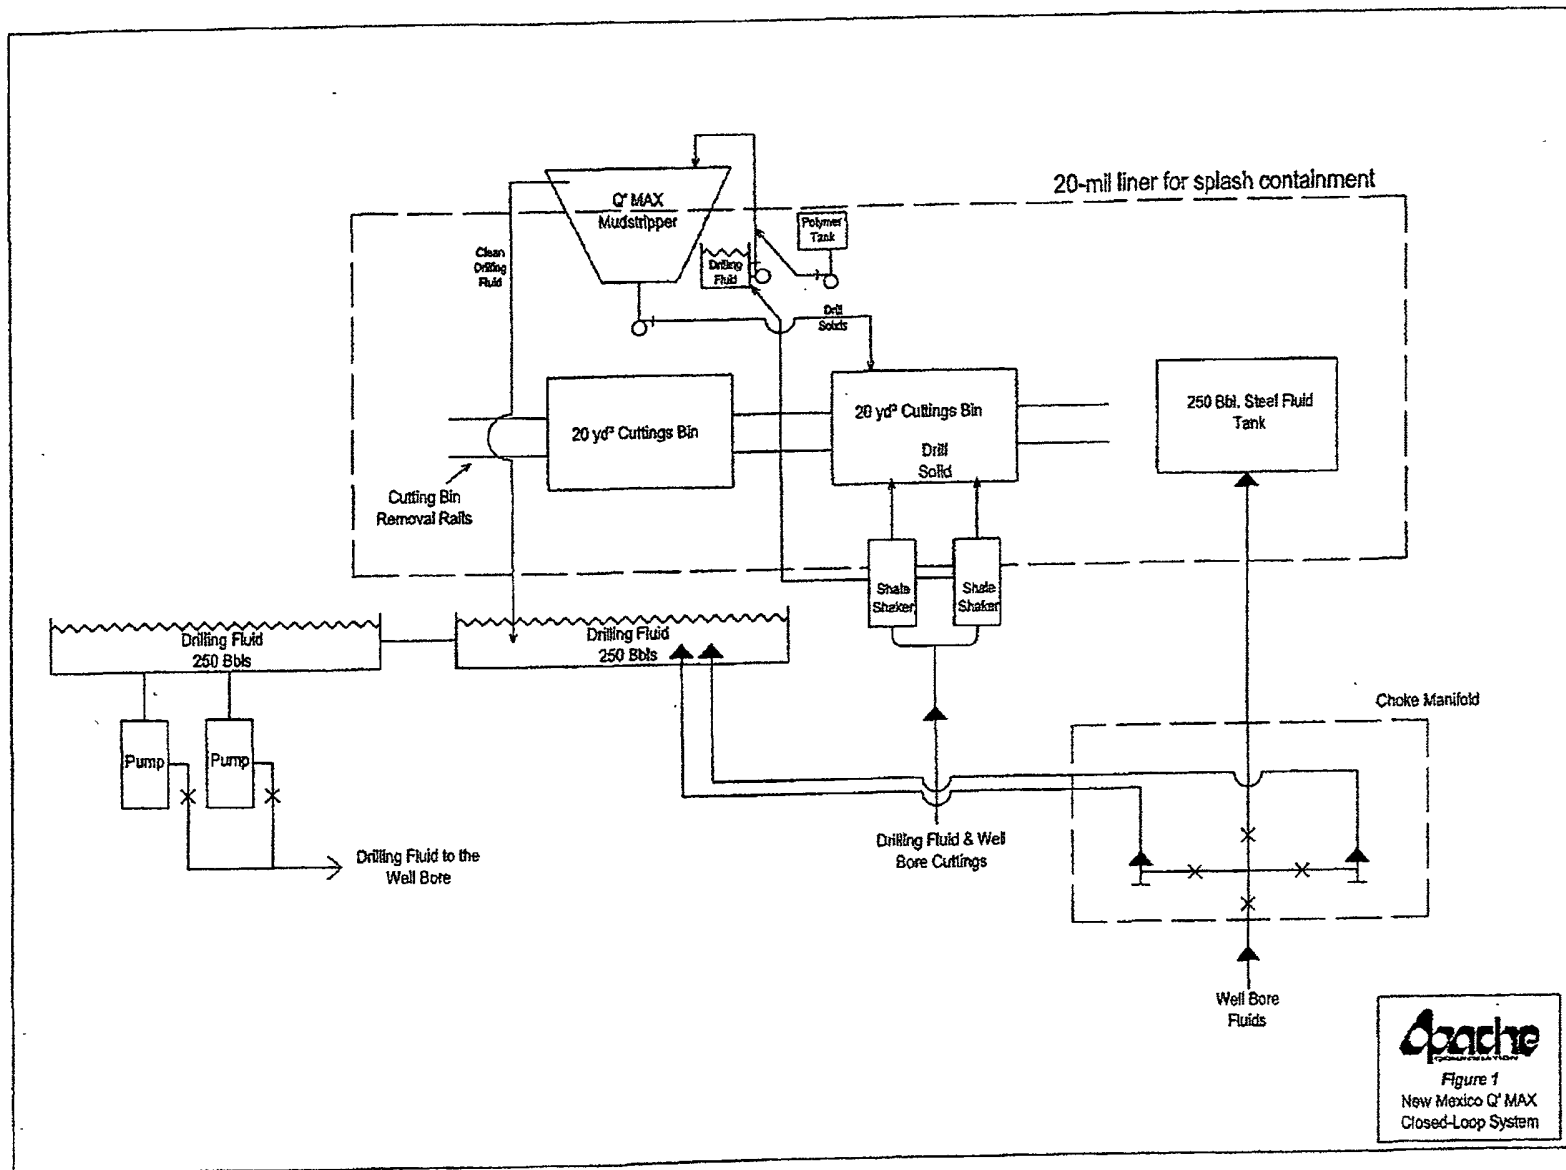 20-mil liner for splash containment
Q' MAX
Mudstripper
Polymer
Tank
Clean
Drilling
Fluid
Drilling
Fluid
Drill
Solids
20 yd³ Cuttings Bin
20 yd³ Cuttings Bin
Drill
Solid
250 Bbl. Steel Fluid
Tank
Cutting Bin
Removal Rails
Shale
Shaker
Shale
Shaker
Drilling Fluid
250 Bbls
Drilling Fluid
250 Bbls
Choke Manifold
Pump
Pump
Drilling Fluid to the
Well Bore
Drilling Fluid & Well
Bore Cuttings
Well Bore
Fluids
Apache
CORPORATION
Figure 1
New Mexico Q' MAX
Closed-Loop System